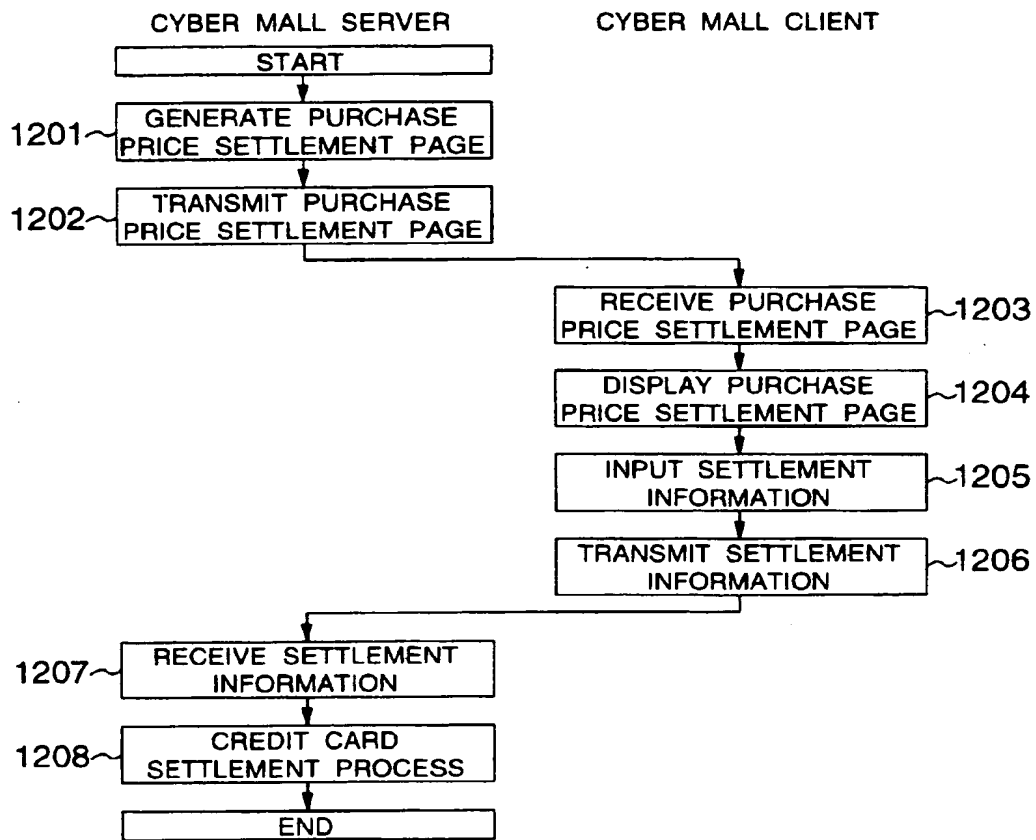 CYBER MALL SERVER
CYBER MALL CLIENT
START
1201
GENERATE PURCHASE
PRICE SETTLEMENT PAGE
1202
TRANSMIT PURCHASE
PRICE SETTLEMENT PAGE
RECEIVE PURCHASE
PRICE SETTLEMENT PAGE
1203
DISPLAY PURCHASE
PRICE SETTLEMENT PAGE
1204
INPUT SETTLEMENT
INFORMATION
1205
TRANSMIT SETTLEMENT
INFORMATION
1206
1207
RECEIVE SETTLEMENT
INFORMATION
1208
CREDIT CARD
SETTLEMENT PROCESS
END